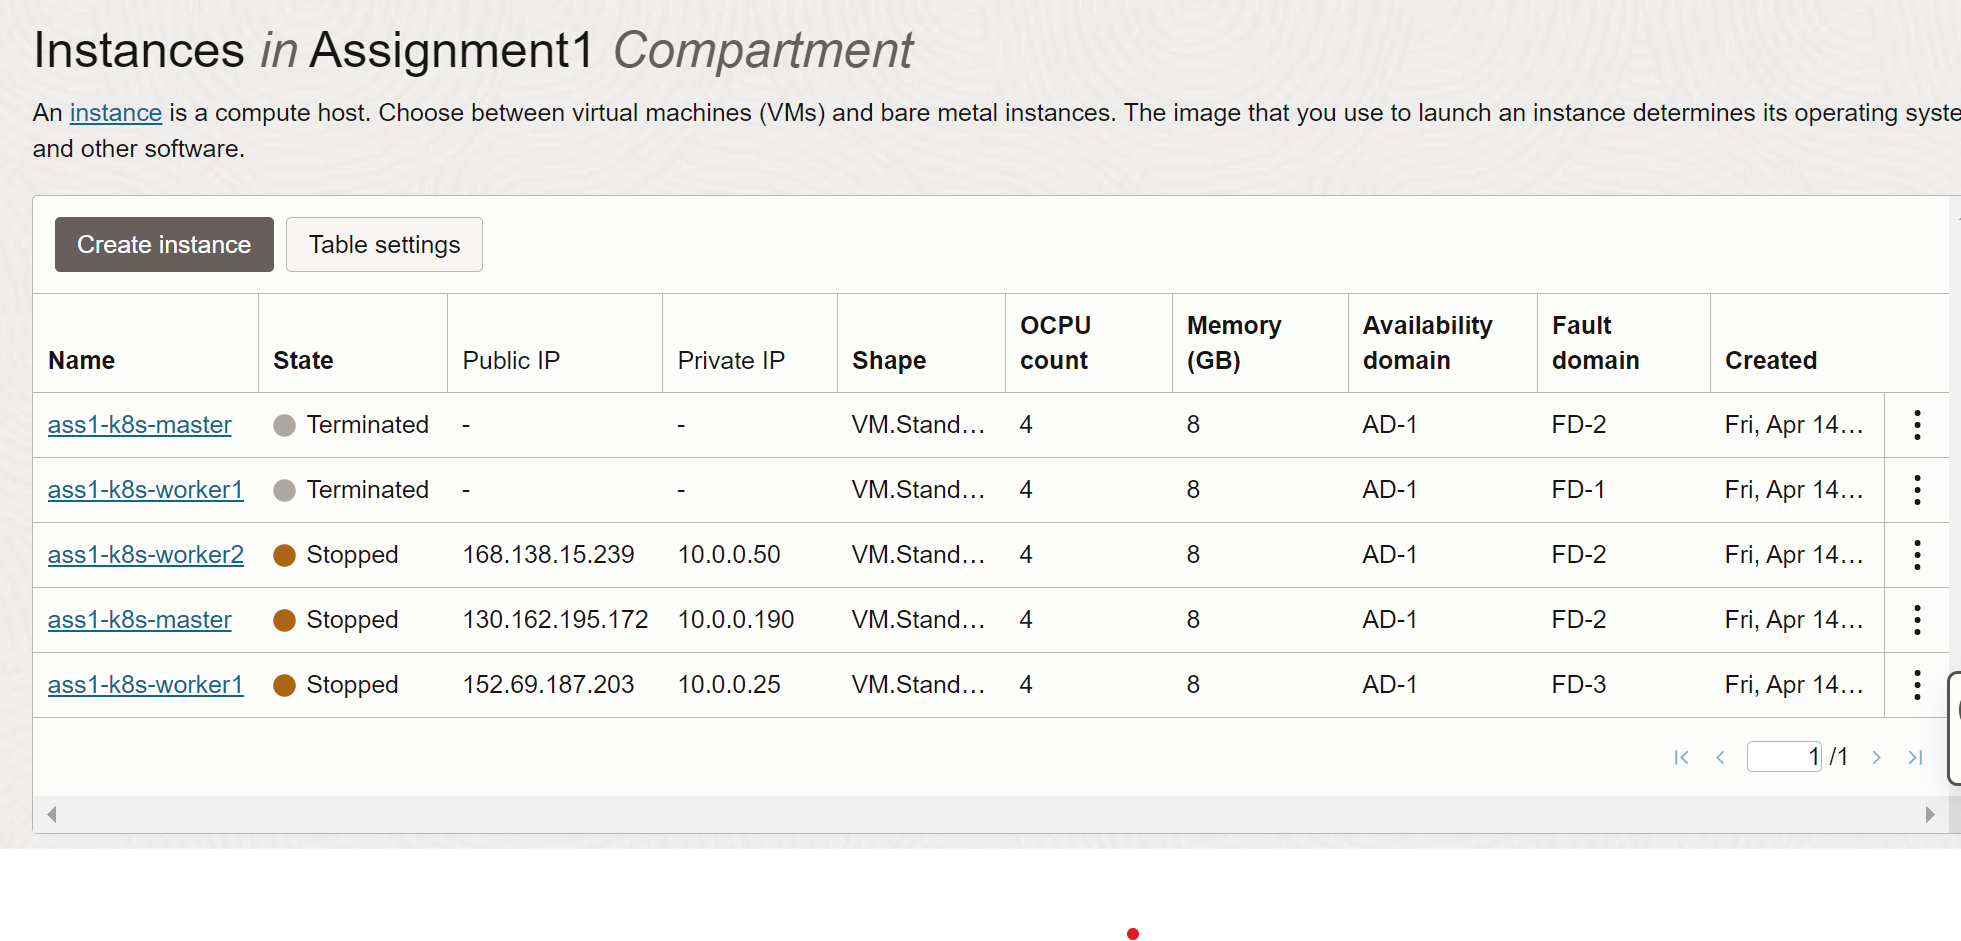 Instances in Assignment1 Compartment
An instance is a compute host. Choose between virtual machines (VMs) and bare metal instances. The image that you use to launch an instance determines its operating syste
and other software.
Create instance Table settings
Name State Public IP Private IP Shape OCPU count Memory (GB) Availability domain Fault domain Created
ass1-k8s-master Terminated - - VM.Stand... 4 8 AD-1 FD-2 Fri, Apr 14...
ass1-k8s-worker1 Terminated - - VM.Stand... 4 8 AD-1 FD-1 Fri, Apr 14...
ass1-k8s-worker2 Stopped 168.138.15.239 10.0.0.50 VM.Stand... 4 8 AD-1 FD-2 Fri, Apr 14...
ass1-k8s-master Stopped 130.162.195.172 10.0.0.190 VM.Stand... 4 8 AD-1 FD-2 Fri, Apr 14...
ass1-k8s-worker1 Stopped 152.69.187.203 10.0.0.25 VM.Stand... 4 8 AD-1 FD-3 Fri, Apr 14...
1 /1